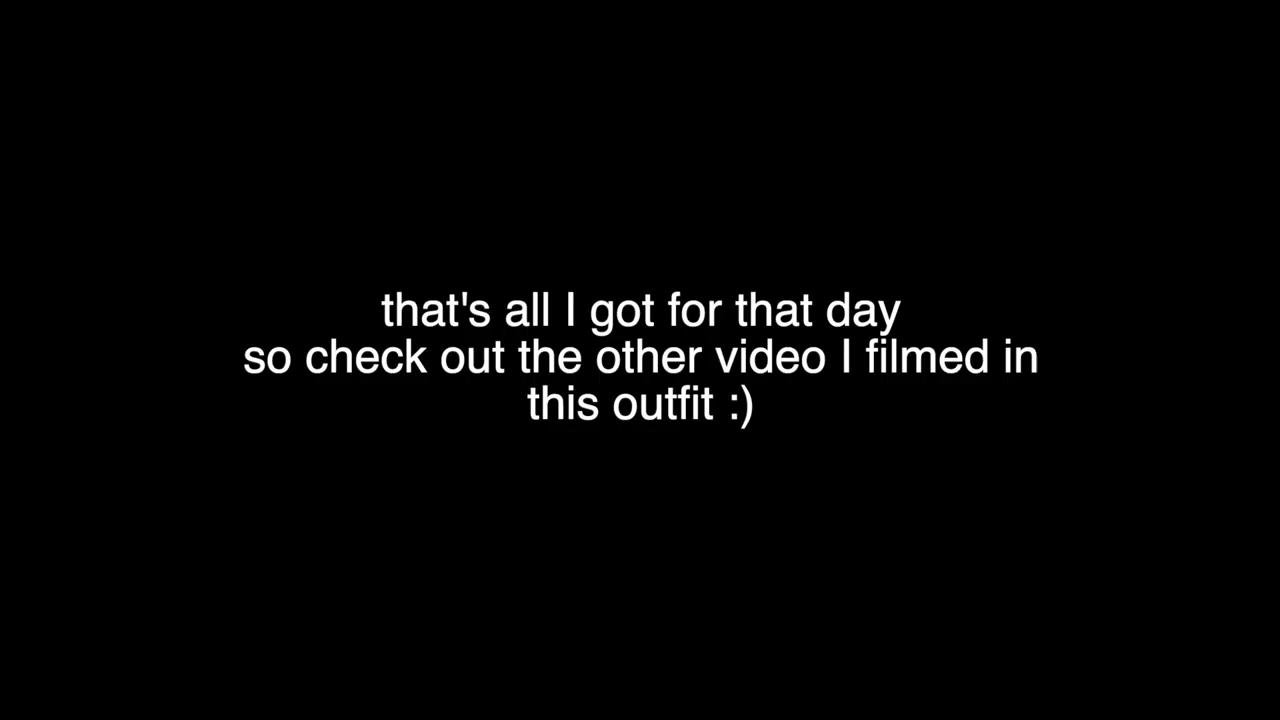 that's all I got for that day
so check out the other video I filmed in
this outfit :)